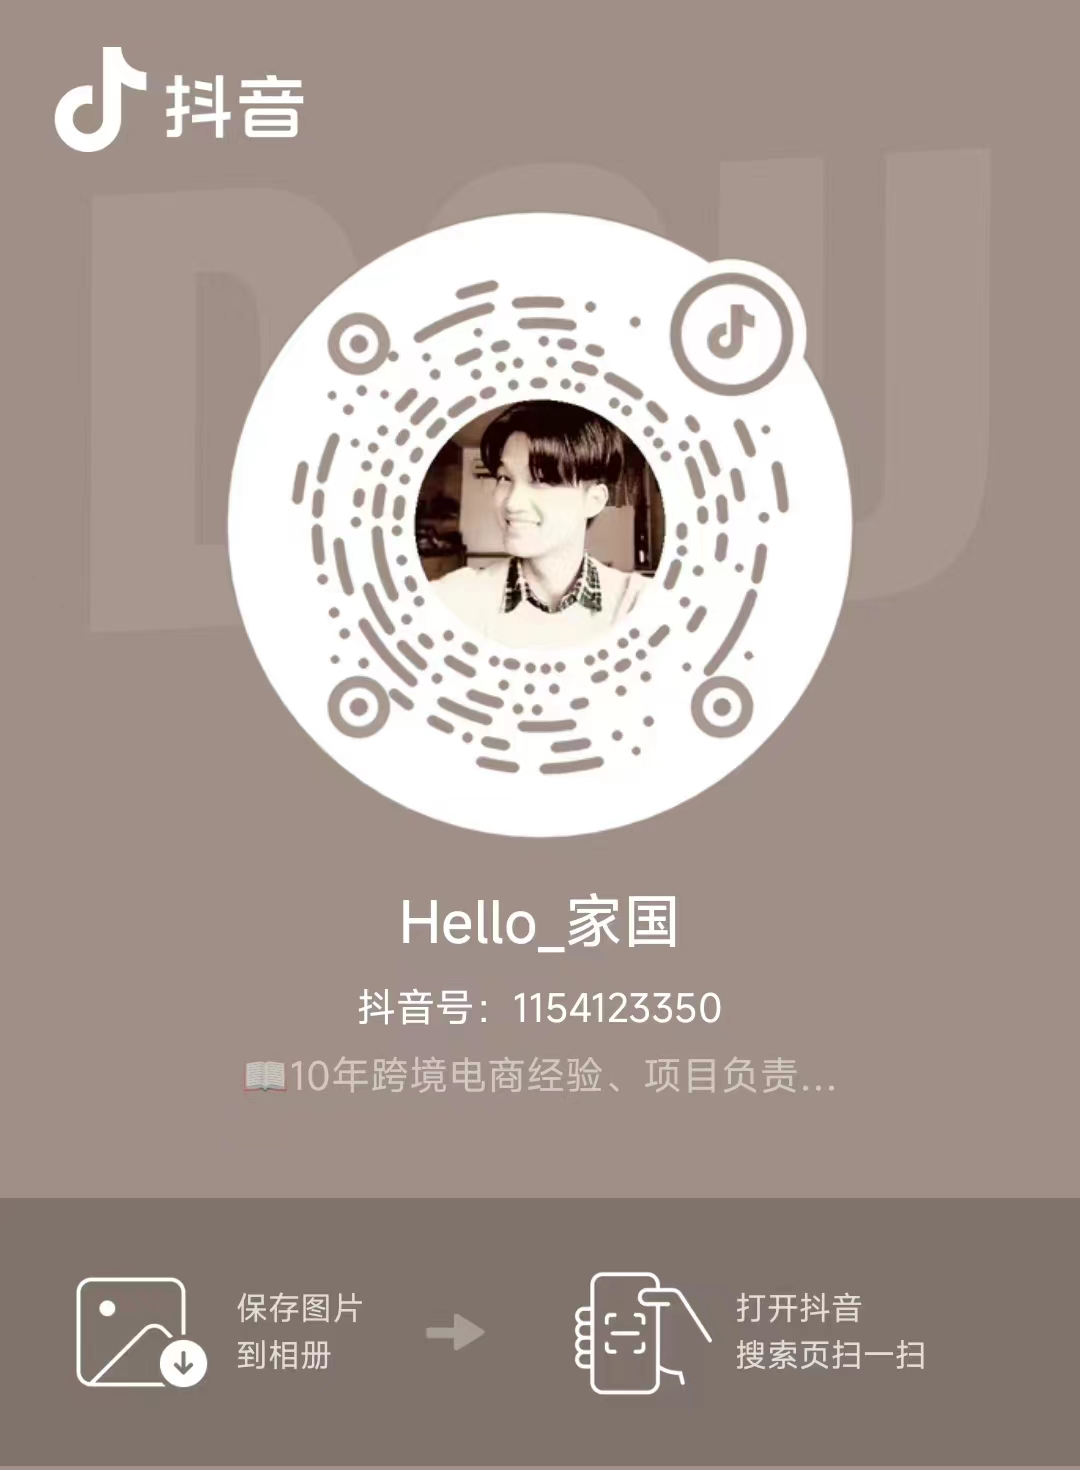 抖音
DOU
Hello_家国
抖音号：1154123350
📖10年跨境电商经验、项目负责...
保存图片
到相册
打开抖音
搜索页扫一扫